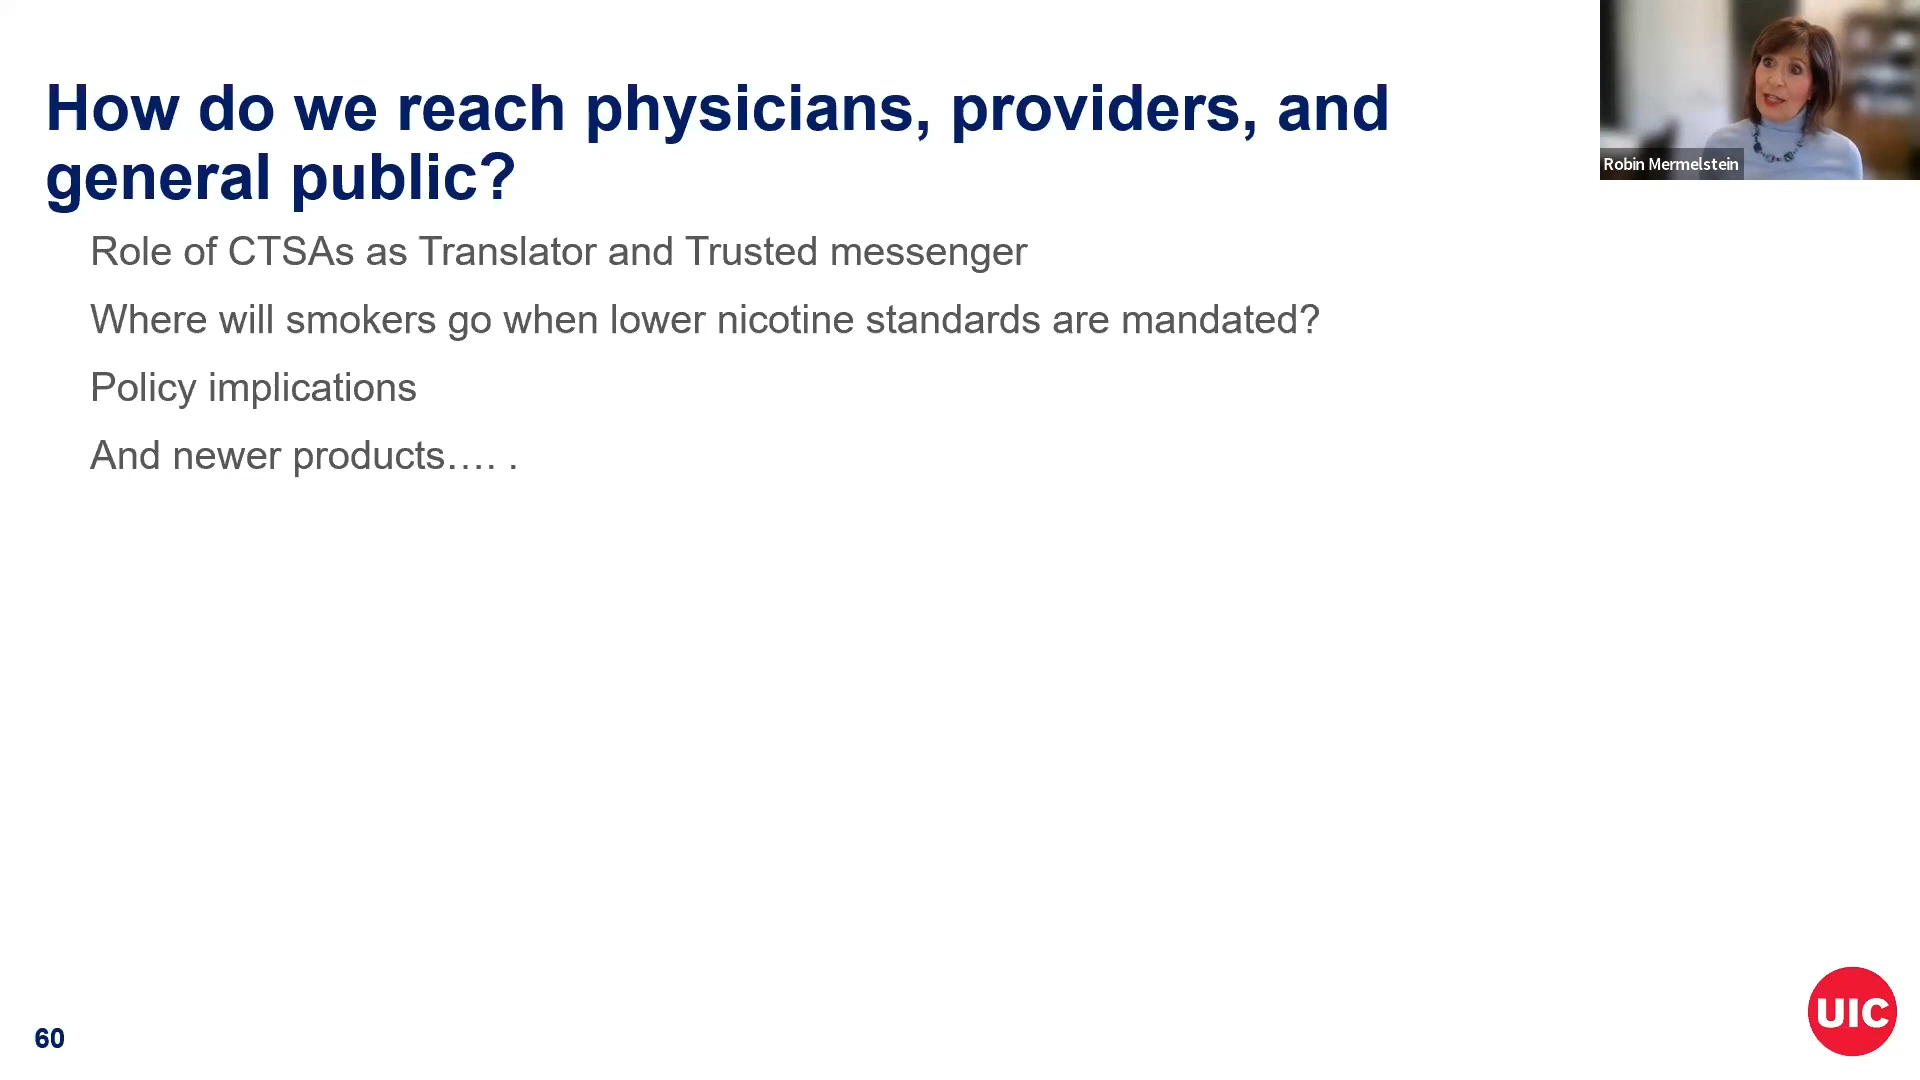 How do we reach physicians, providers, and
general public?
Role of CTSAs as Translator and Trusted messenger
Where will smokers go when lower nicotine standards are mandated?
Policy implications
And newer products…. .
Robin Mermelstein
60
UIC